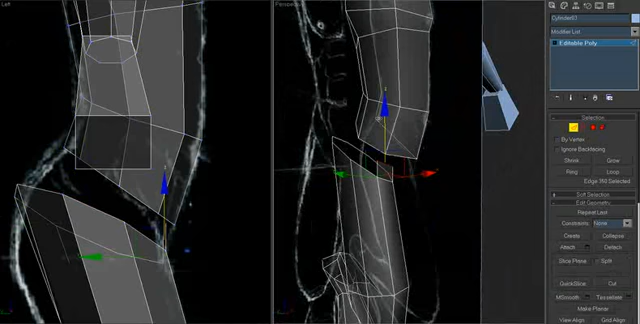 Left
Perspective
Cylinder01
Modifier List
Editable Poly
Selection
By Vertex
Ignore Backfacing
Shrink Grow
Ring Loop
Edge 350 Selected
Soft Selection
Edit Geometry
Repeat Last
Constraints: None
Create Collapse
Attach Detach
Slice Plane Split
QuickSlice Cut
MSmooth Tessellate
Make Planar
View Align Grid Align